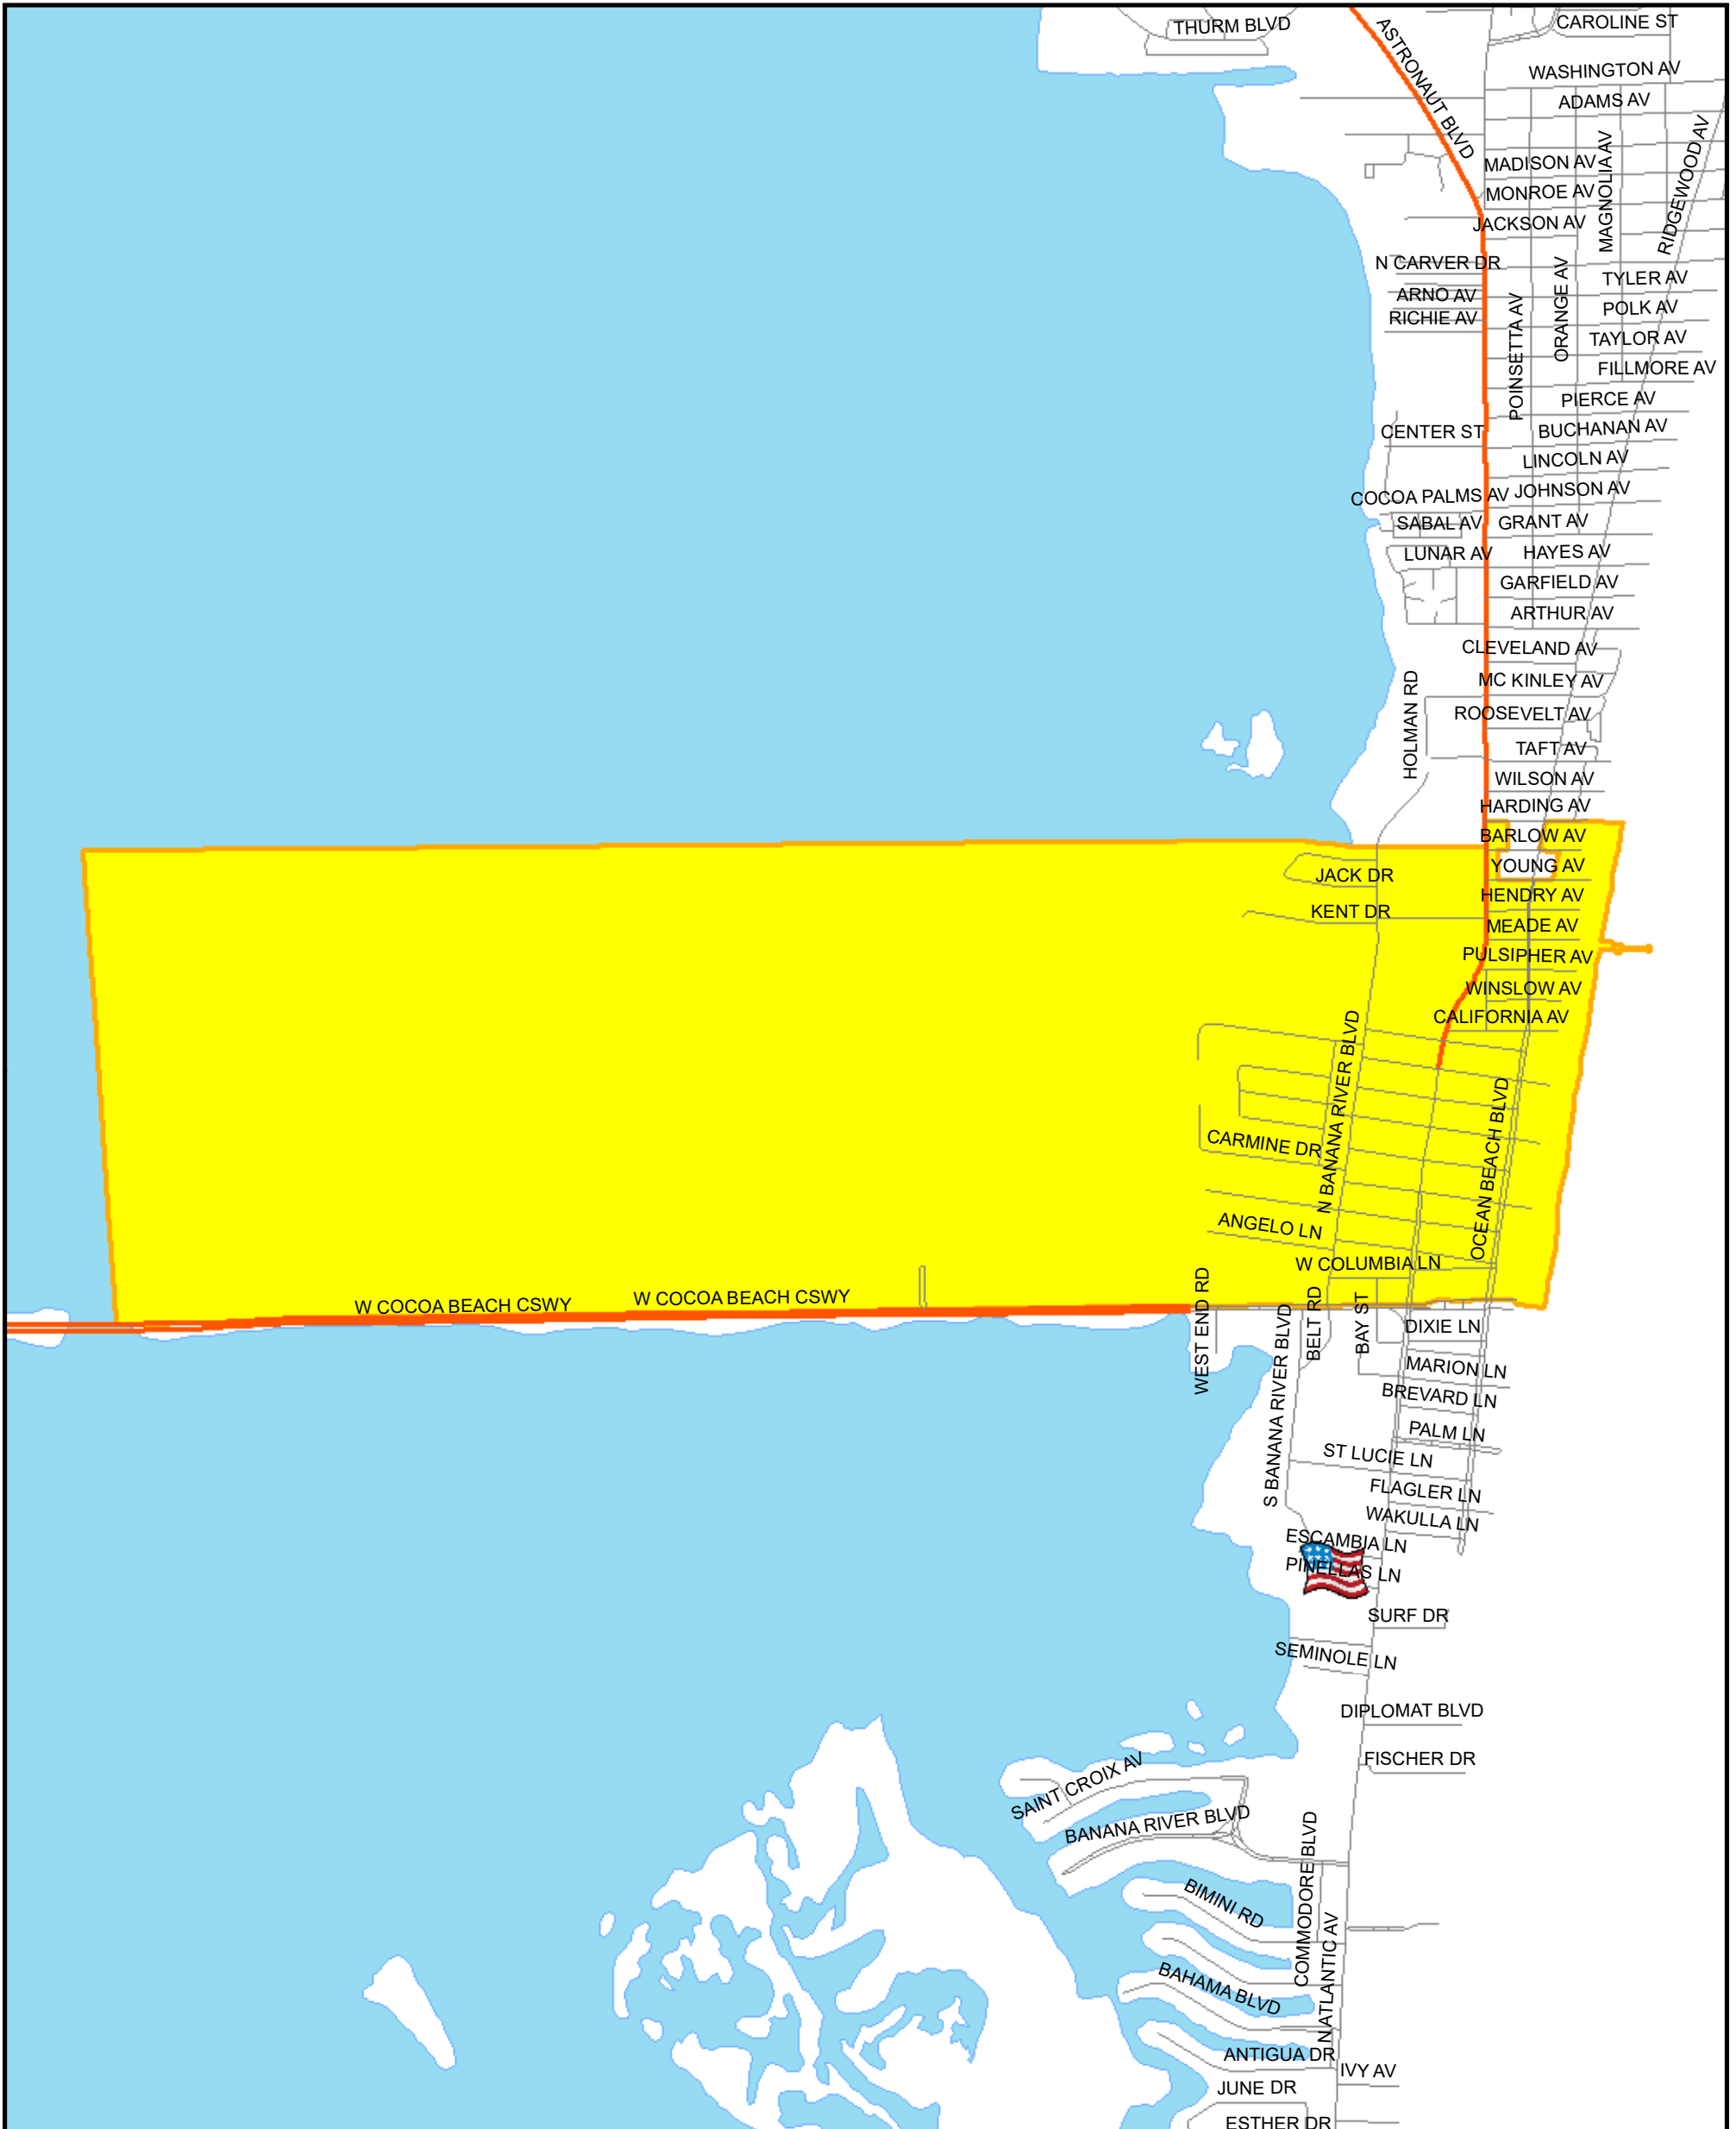 THURM BLVD
CAROLINE ST
ASTRONAUT BLVD
WASHINGTON AV
ADAMS AV
MAGNOLIA AV
RIDGEWOOD AV
MADISON AV
MONROE AV
JACKSON AV
N CARVER DR
ORANGE AV
TYLER AV
ARNO AV
POINSETTA AV
POLK AV
RICHIE AV
TAYLOR AV
FILLMORE AV
PIERCE AV
CENTER ST
BUCHANAN AV
LINCOLN AV
COCOA PALMS AV
JOHNSON AV
SABAL AV
GRANT AV
LUNAR AV
HAYES AV
GARFIELD AV
ARTHUR AV
CLEVELAND AV
HOLMAN RD
MC KINLEY AV
ROOSEVELT AV
TAFT AV
WILSON AV
HARDING AV
BARLOW AV
YOUNG AV
JACK DR
HENDRY AV
KENT DR
MEADE AV
PULSIPHER AV
WINSLOW AV
CALIFORNIA AV
N BANANA RIVER BLVD
OCEAN BEACH BLVD
CARMINE DR
ANGELO LN
W COLUMBIA LN
W COCOA BEACH CSWY
W COCOA BEACH CSWY
WEST END RD
BELT RD
BAY ST
S BANANA RIVER BLVD
DIXIE LN
MARION LN
BREVARD LN
PALM LN
ST LUCIE LN
FLAGLER LN
WAKULLA LN
ESCAMBIA LN
PINELLAS LN
SURF DR
SEMINOLE LN
DIPLOMAT BLVD
FISCHER DR
SAINT CROIX AV
BANANA RIVER BLVD
COMMODORE BLVD
BIMINI RD
N ATLANTIC AV
BAHAMA BLVD
ANTIGUA DR
IVY AV
JUNE DR
ESTHER DR